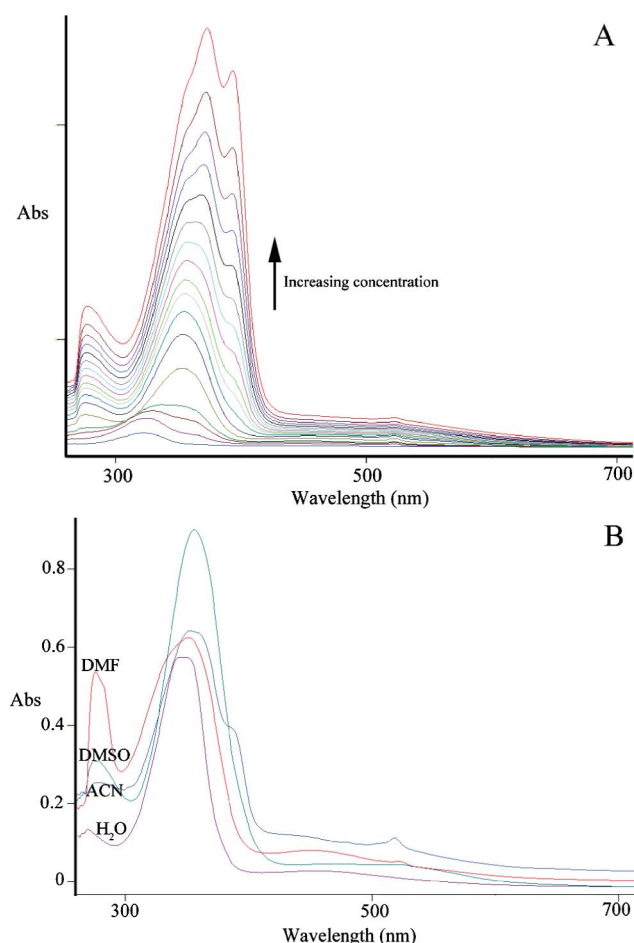 A
Abs
Increasing concentration
300
500
700
Wavelength (nm)
B
0.8
0.6
DMF
Abs
0.4
DMSO
ACN
0.2
H₂O
0
300
500
700
Wavelength (nm)